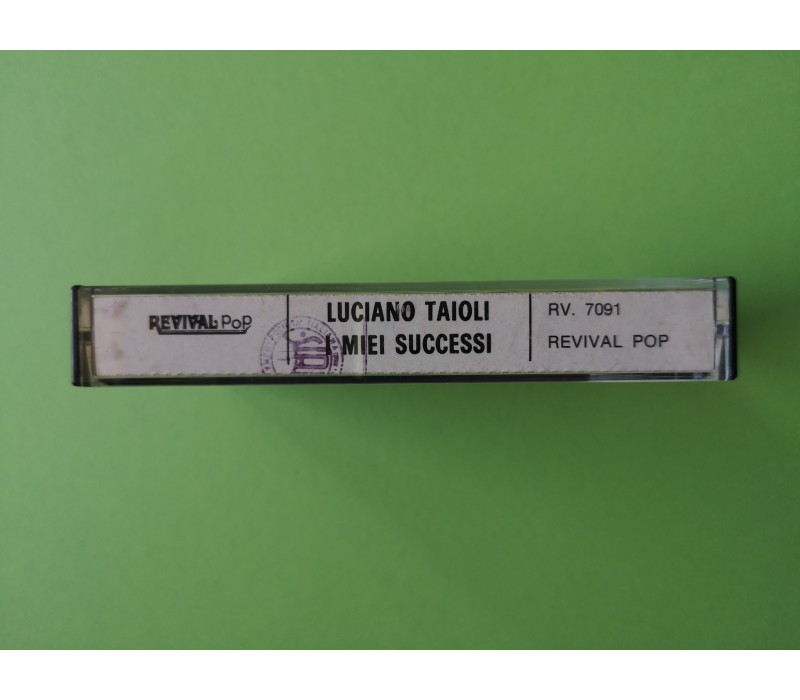 REVIVAL PoP
LUCIANO TAIOLI
I MIEI SUCCESSI
RV. 7091
REVIVAL POP